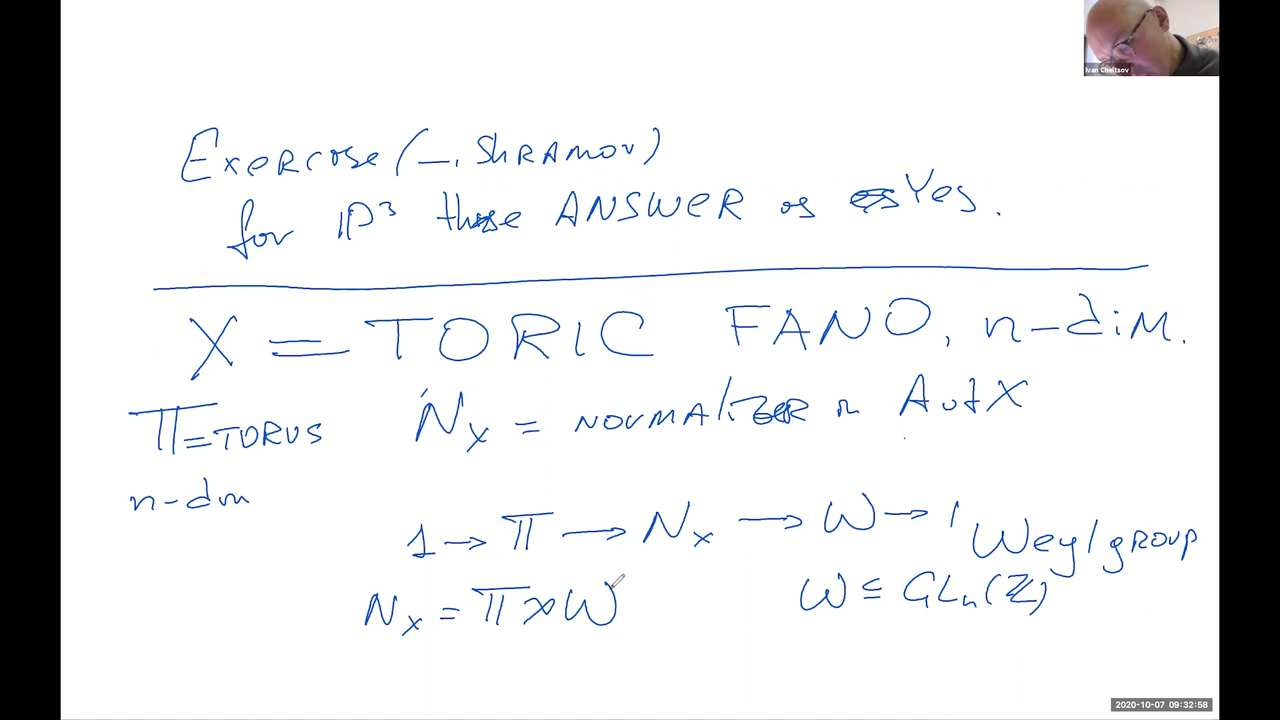 Ivan Cheltsov
Exercise (–, SHRAMOV)
for ℙ³ the ANSWER is Yes.
X = TORIC FANO, n-diM.
𝕋 = TORUS
n-dim
N_X = NORMALIZER in Aut X
1 → 𝕋 → N_X → W → 1
Weyl group
N_X = 𝕋 ⋊ W
W ⊆ GL_n(ℤ)
2020-10-07 09:32:58